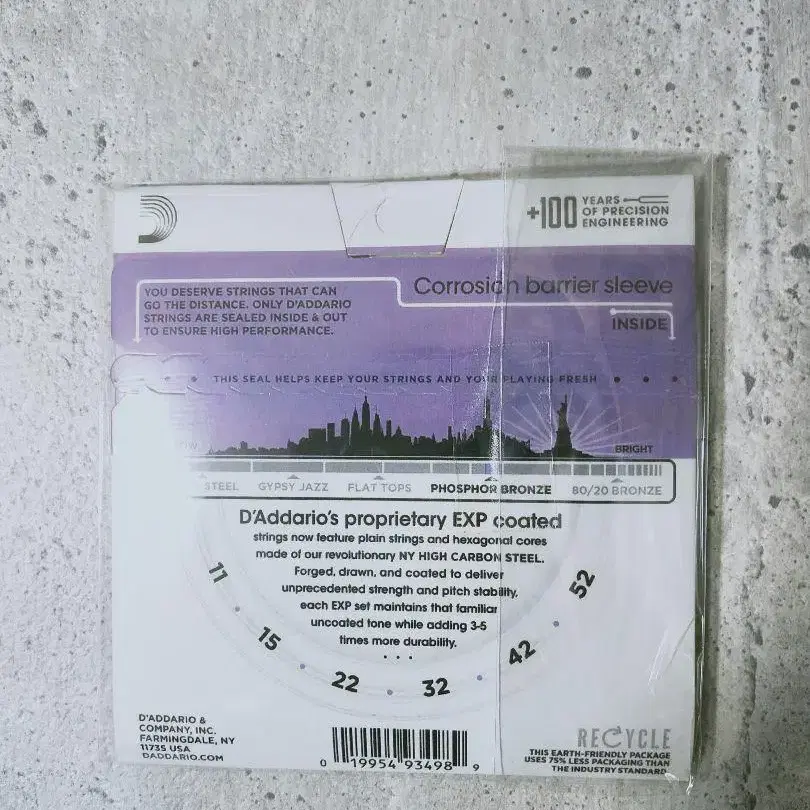 +100 YEARS
OF PRECISION
ENGINEERING
YOU DESERVE STRINGS THAT CAN
GO THE DISTANCE. ONLY D'ADDARIO
STRINGS ARE SEALED INSIDE & OUT
TO ENSURE HIGH PERFORMANCE.
Corrosion barrier sleeve
INSIDE
THIS SEAL HELPS KEEP YOUR STRINGS AND YOUR PLAYING FRESH
BRIGHT
STEEL GYPSY JAZZ FLAT TOPS PHOSPHOR BRONZE 80/20 BRONZE
D'Addario's proprietary EXP coated
strings now feature plain strings and hexagonal cores
made of our revolutionary NY HIGH CARBON STEEL.
Forged, drawn, and coated to deliver
unprecedented strength and pitch stability,
each EXP set maintains that familiar
uncoated tone while adding 3-5
times more durability.
11 15 22 32 42 52
D'ADDARIO &
COMPANY, INC.
FARMINGDALE, NY
11735 USA
DADDARIO.COM
0 19954 93498 9
RECYCLE
THIS EARTH-FRIENDLY PACKAGE
USES 75% LESS PACKAGING THAN
THE INDUSTRY STANDARD.